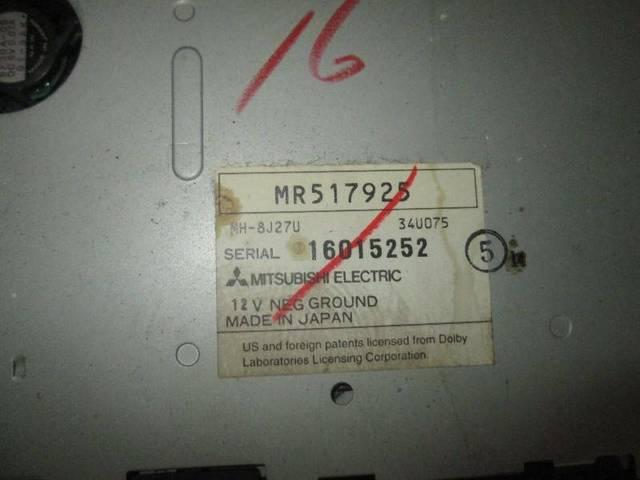 16
MR517925
MH-8J27U 34U075
SERIAL 16015252
5
MITSUBISHI ELECTRIC
12V NEG GROUND
MADE IN JAPAN
US and foreign patents licensed from Dolby
Laboratories Licensing Corporation.